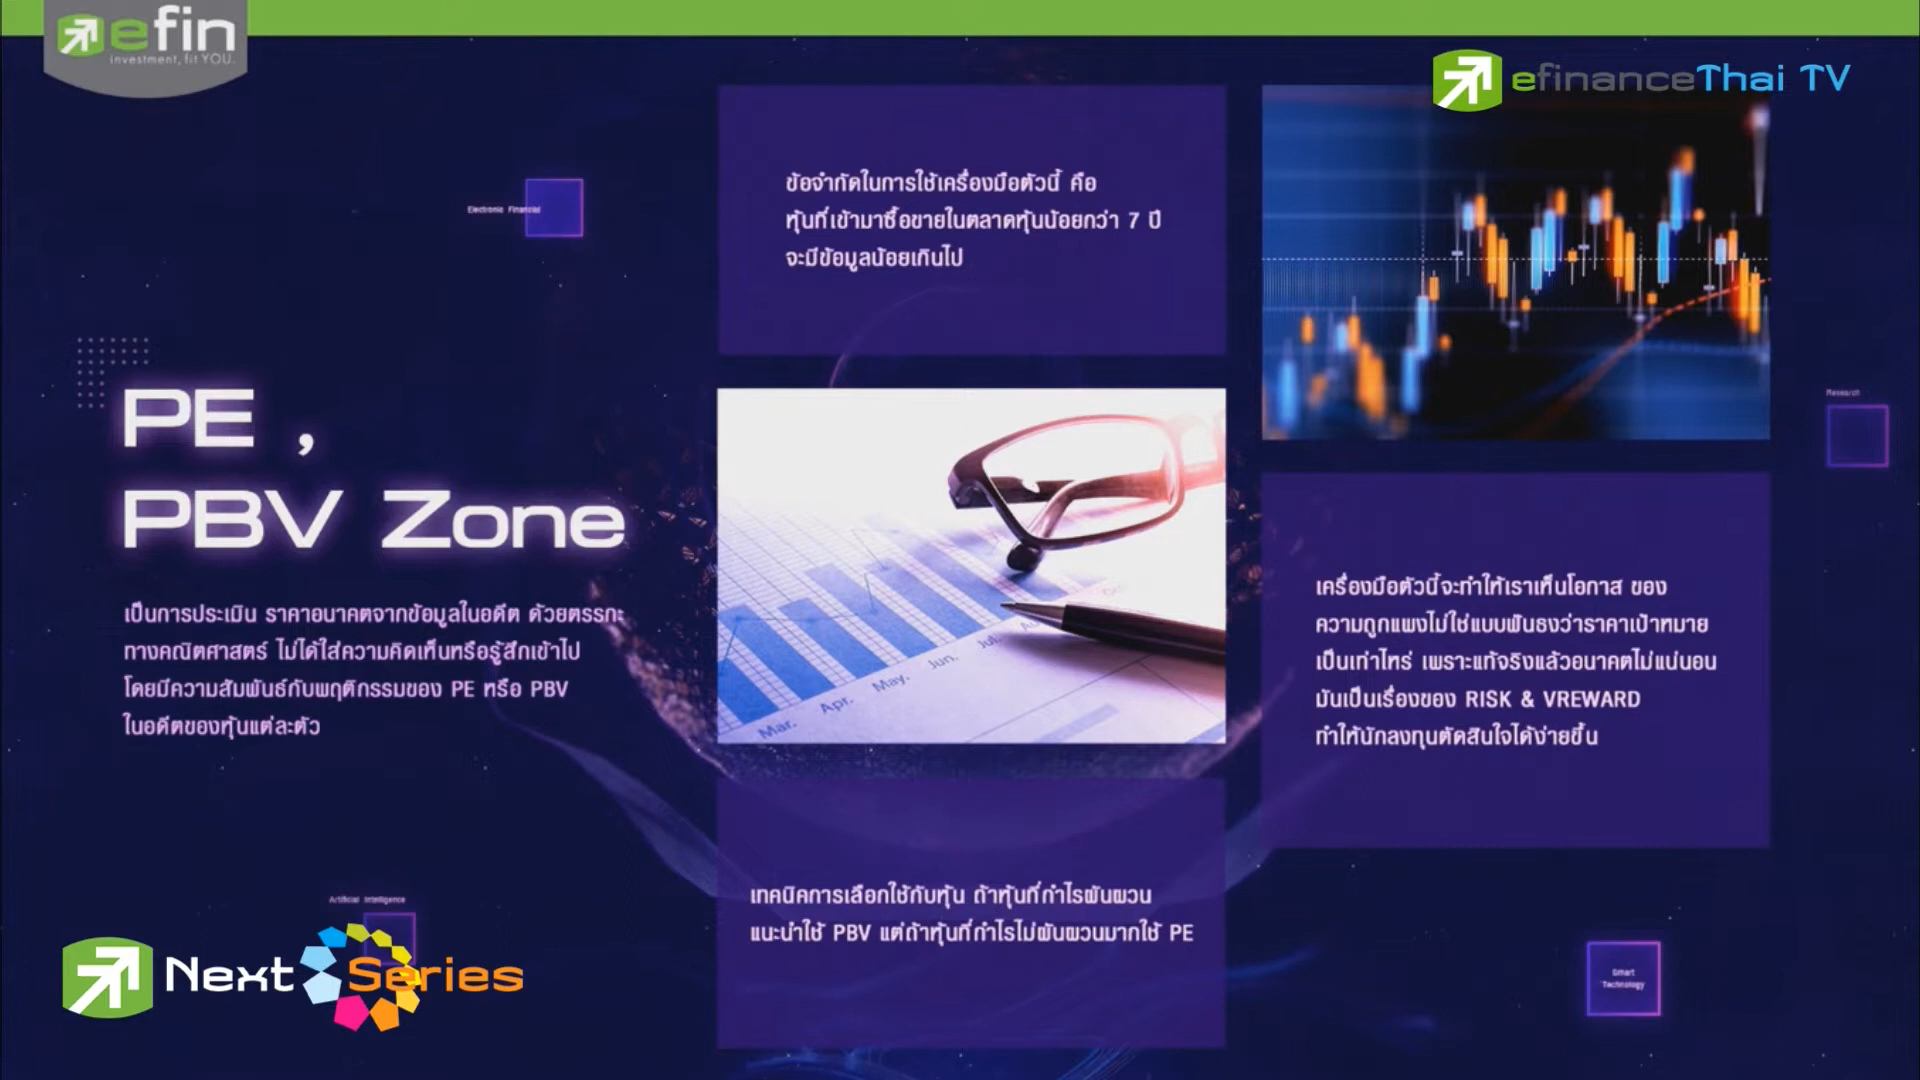 efin
investment, fit YOU.
efinanceThai TV
Electronic Financial
PE ,
PBV Zone
เป็นการประเมิน ราคาอนาคตจากข้อมูลในอดีต ด้วยตรรกะ
ทางคณิตศาสตร์ ไม่ได้ใส่ความคิดเห็นหรือรู้สึกเข้าไป
โดยมีความสัมพันธ์กับพฤติกรรมของ PE หรือ PBV
ในอดีตของหุ้นแต่ละตัว
ข้อจำกัดในการใช้เครื่องมือตัวนี้ คือ
หุ้นที่เข้ามาซื้อขายในตลาดหุ้นน้อยกว่า 7 ปี
จะมีข้อมูลน้อยเกินไป
Mar. Apr. May. Jun. Jul.
เทคนิคการเลือกใช้กับหุ้น ถ้าหุ้นที่กำไรผันผวน
แนะนำใช้ PBV แต่ถ้าหุ้นที่กำไรไม่ผันผวนมากใช้ PE
Research
เครื่องมือตัวนี้จะทำให้เราเห็นโอกาส ของ
ความถูกแพงไม่ใช่แบบฟันธงว่าราคาเป้าหมาย
เป็นเท่าไหร่ เพราะแท้จริงแล้วอนาคตไม่แน่นอน
มันเป็นเรื่องของ RISK & VREWARD
ทำให้นักลงทุนตัดสินใจได้ง่ายขึ้น
Artificial Intelligence
Next Series
Smart
Technology